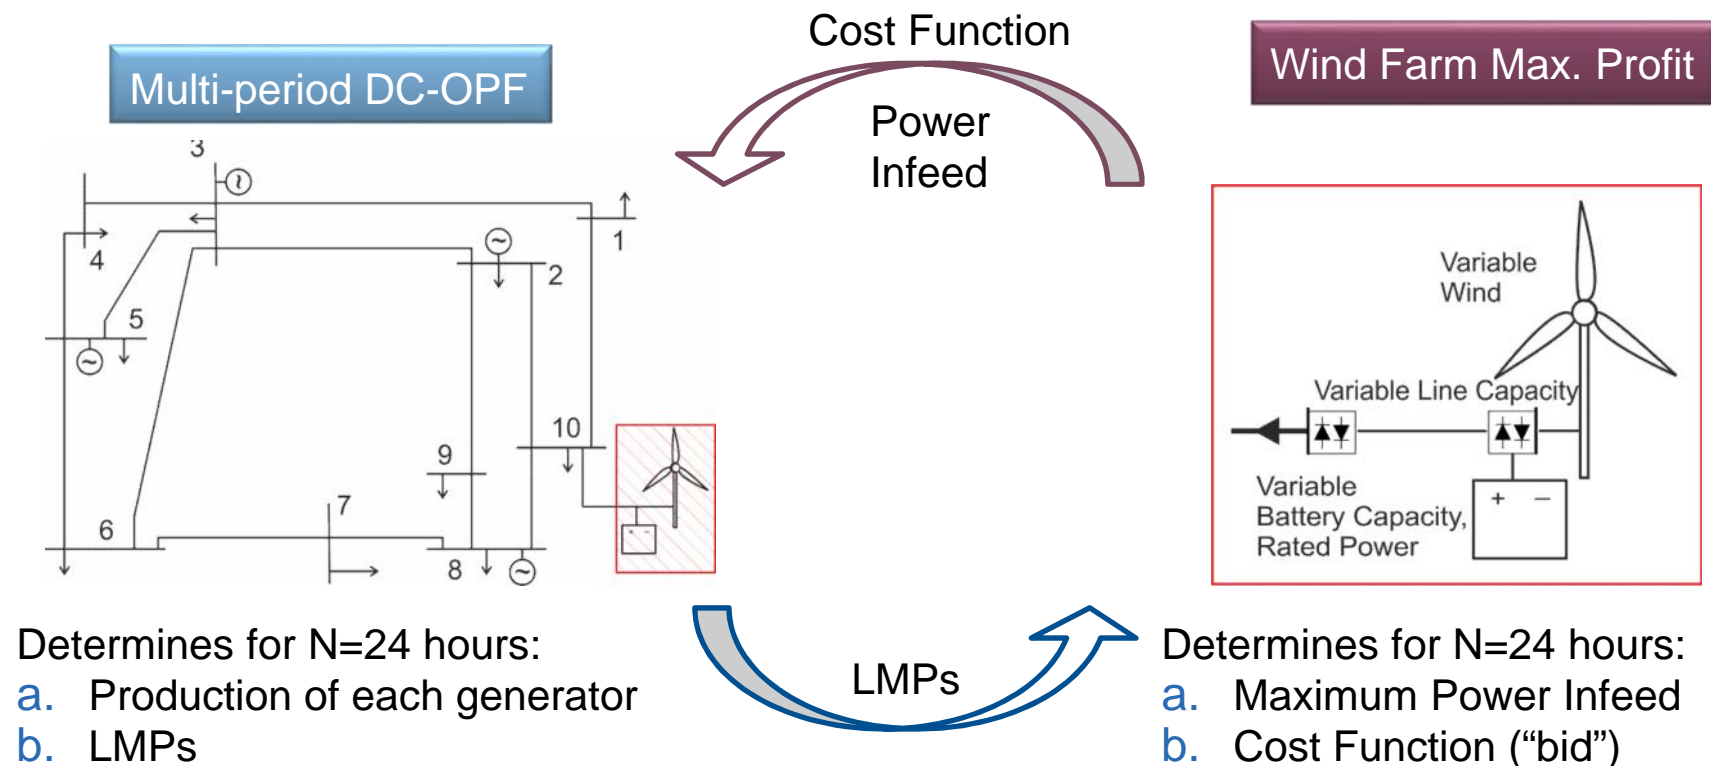 Cost Function
Multi-period DC-OPF
Wind Farm Max. Profit
Power
Infeed
3
4
1
2
5
10
9
7
6
8
+ -
~
~
~
~
Variable
Wind
Variable Line Capacity
Variable
Battery Capacity,
Rated Power
+ −
LMPs
Determines for N=24 hours:
a. Production of each generator
b. LMPs
Determines for N=24 hours:
a. Maximum Power Infeed
b. Cost Function (“bid”)